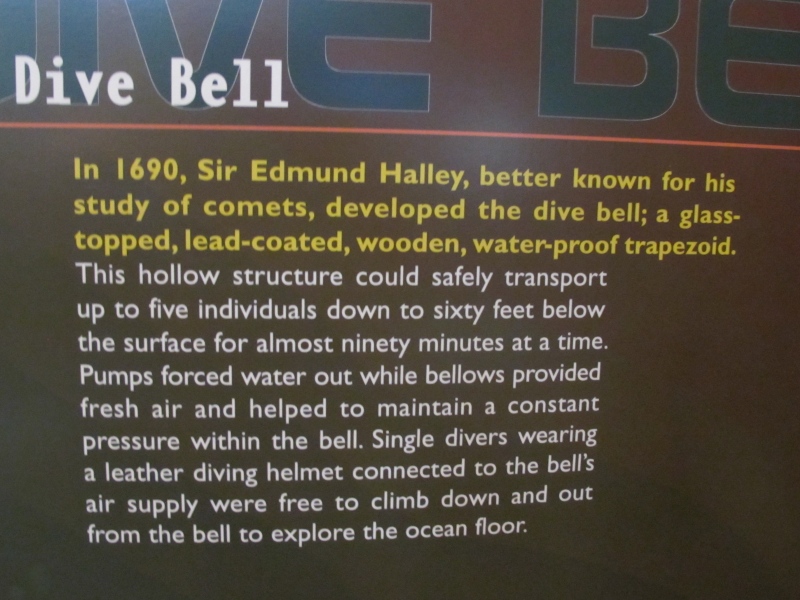 DIVE BE
Dive Bell
In 1690, Sir Edmund Halley, better known for his
study of comets, developed the dive bell; a glass-
topped, lead-coated, wooden, water-proof trapezoid.
This hollow structure could safely transport
up to five individuals down to sixty feet below
the surface for almost ninety minutes at a time.
Pumps forced water out while bellows provided
fresh air and helped to maintain a constant
pressure within the bell. Single divers wearing
a leather diving helmet connected to the bell's
air supply were free to climb down and out
from the bell to explore the ocean floor.